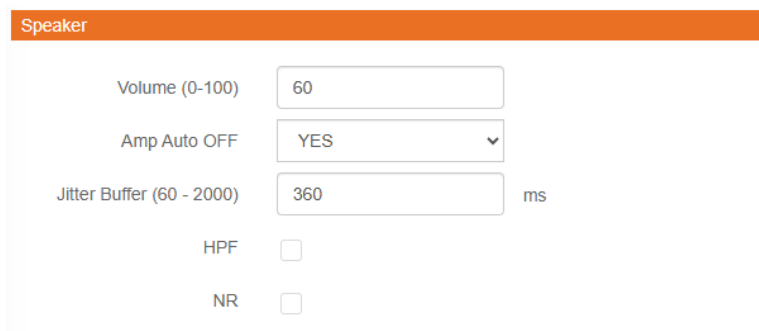 Speaker
Volume (0-100) 60
Amp Auto OFF YES
Jitter Buffer (60 - 2000) 360 ms
HPF
NR